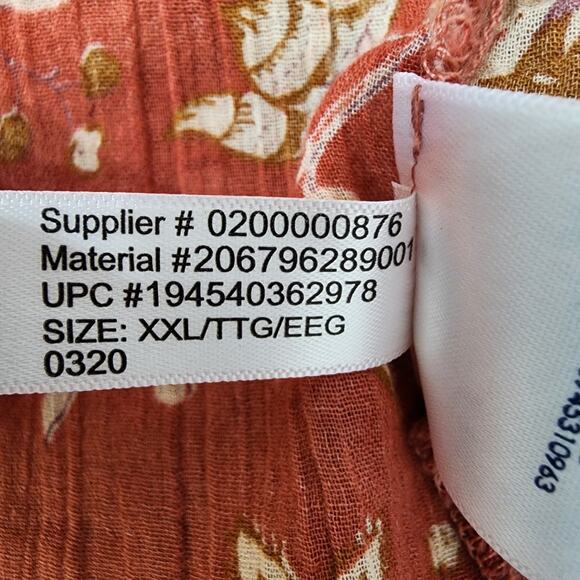 Supplier # 0200000876
Material #206796289001
UPC #194540362978
SIZE: XXL/TTG/EEG
0320